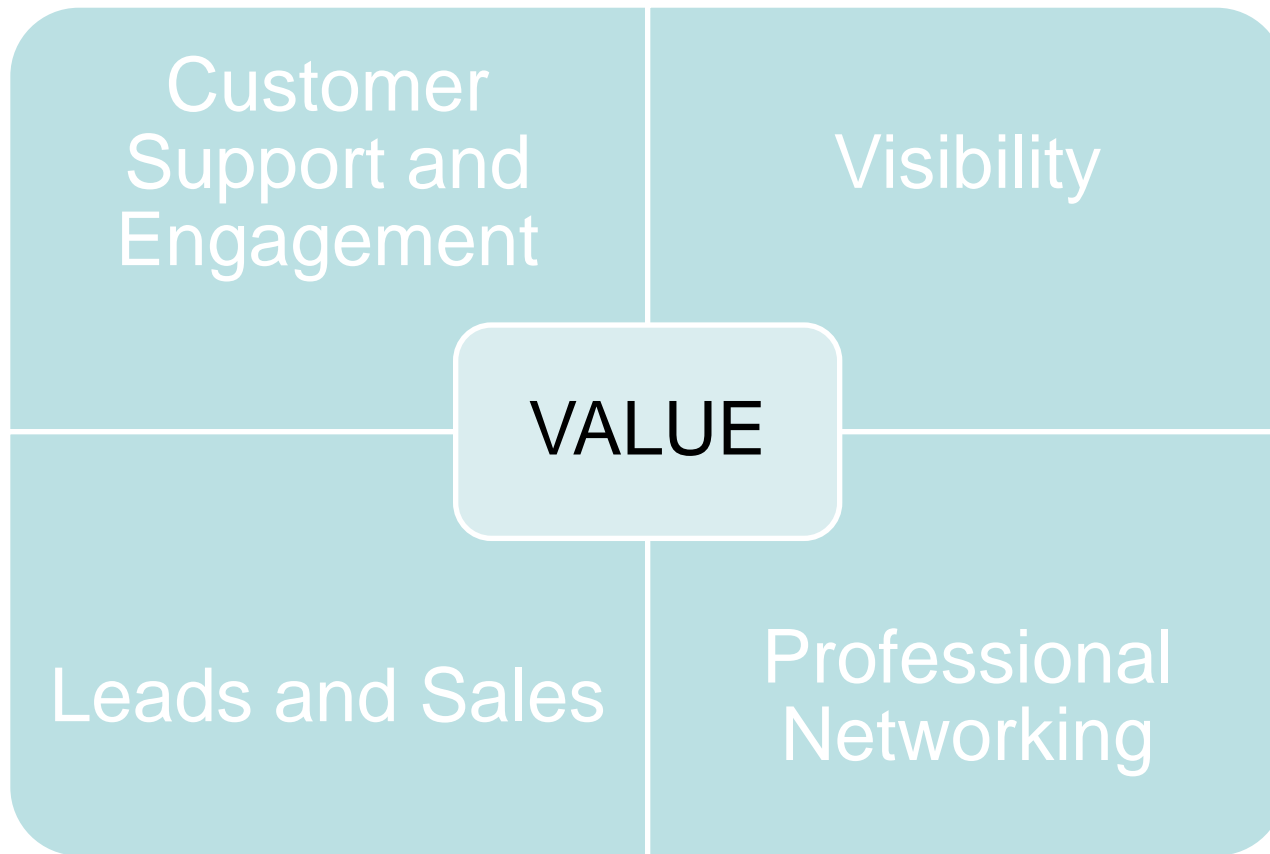 Customer
Support and
Engagement
Visibility
VALUE
Leads and Sales
Professional
Networking